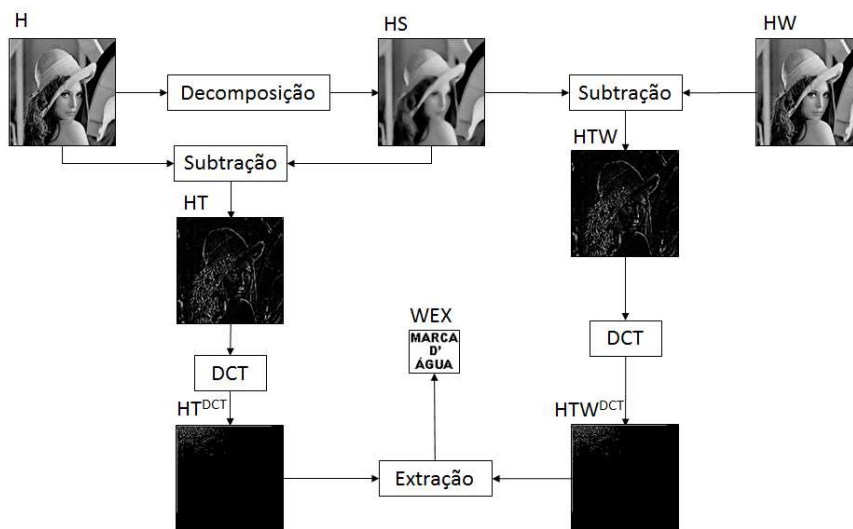 H
HS
HW
Decomposição
Subtração
HTW
Subtração
HT
WEX
MARCA
D'
ÁGUA
DCT
DCT
HT^DCT
HTW^DCT
Extração